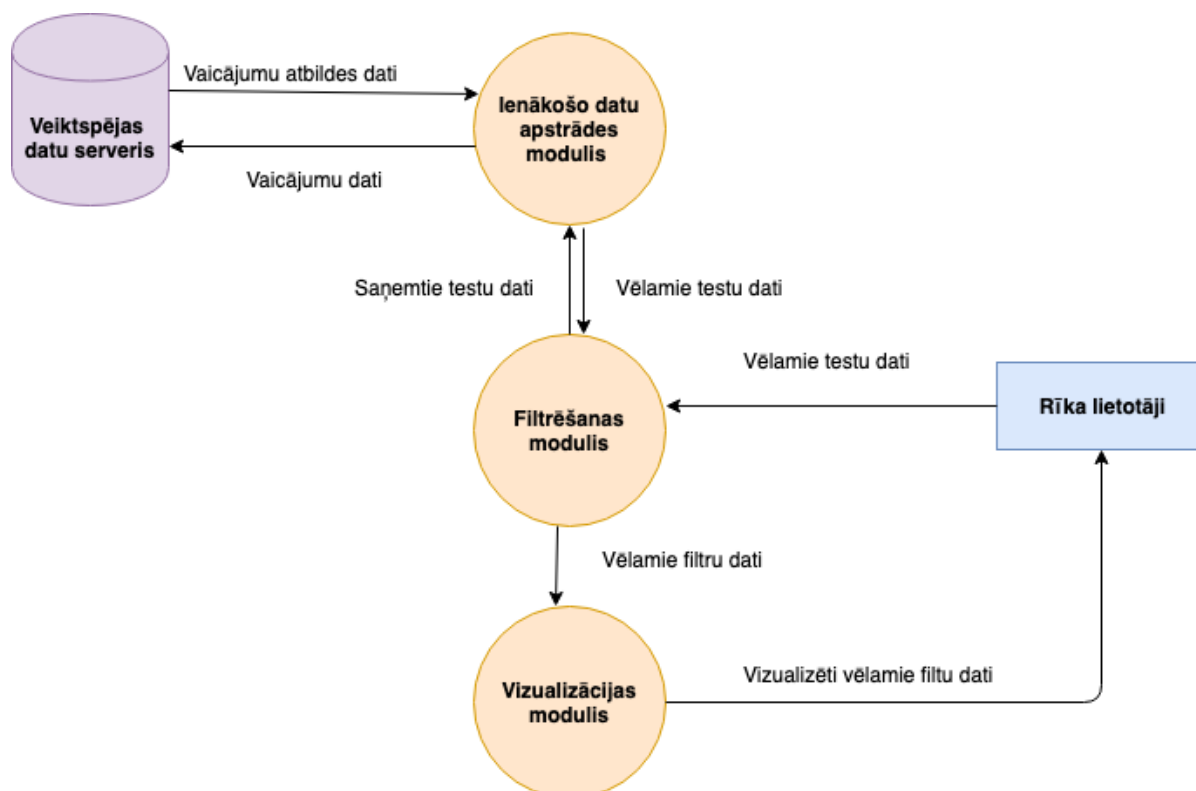 Vaicājumu atbildes dati
Veiktspējas
datu serveris
Ienākošo datu
apstrādes
modulis
Vaicājumu dati
Saņemtie testu dati
Vēlamie testu dati
Vēlamie testu dati
Rīka lietotāji
Filtrēšanas
modulis
Vēlamie filtru dati
Vizualizācijas
modulis
Vizualizēti vēlamie filtu dati